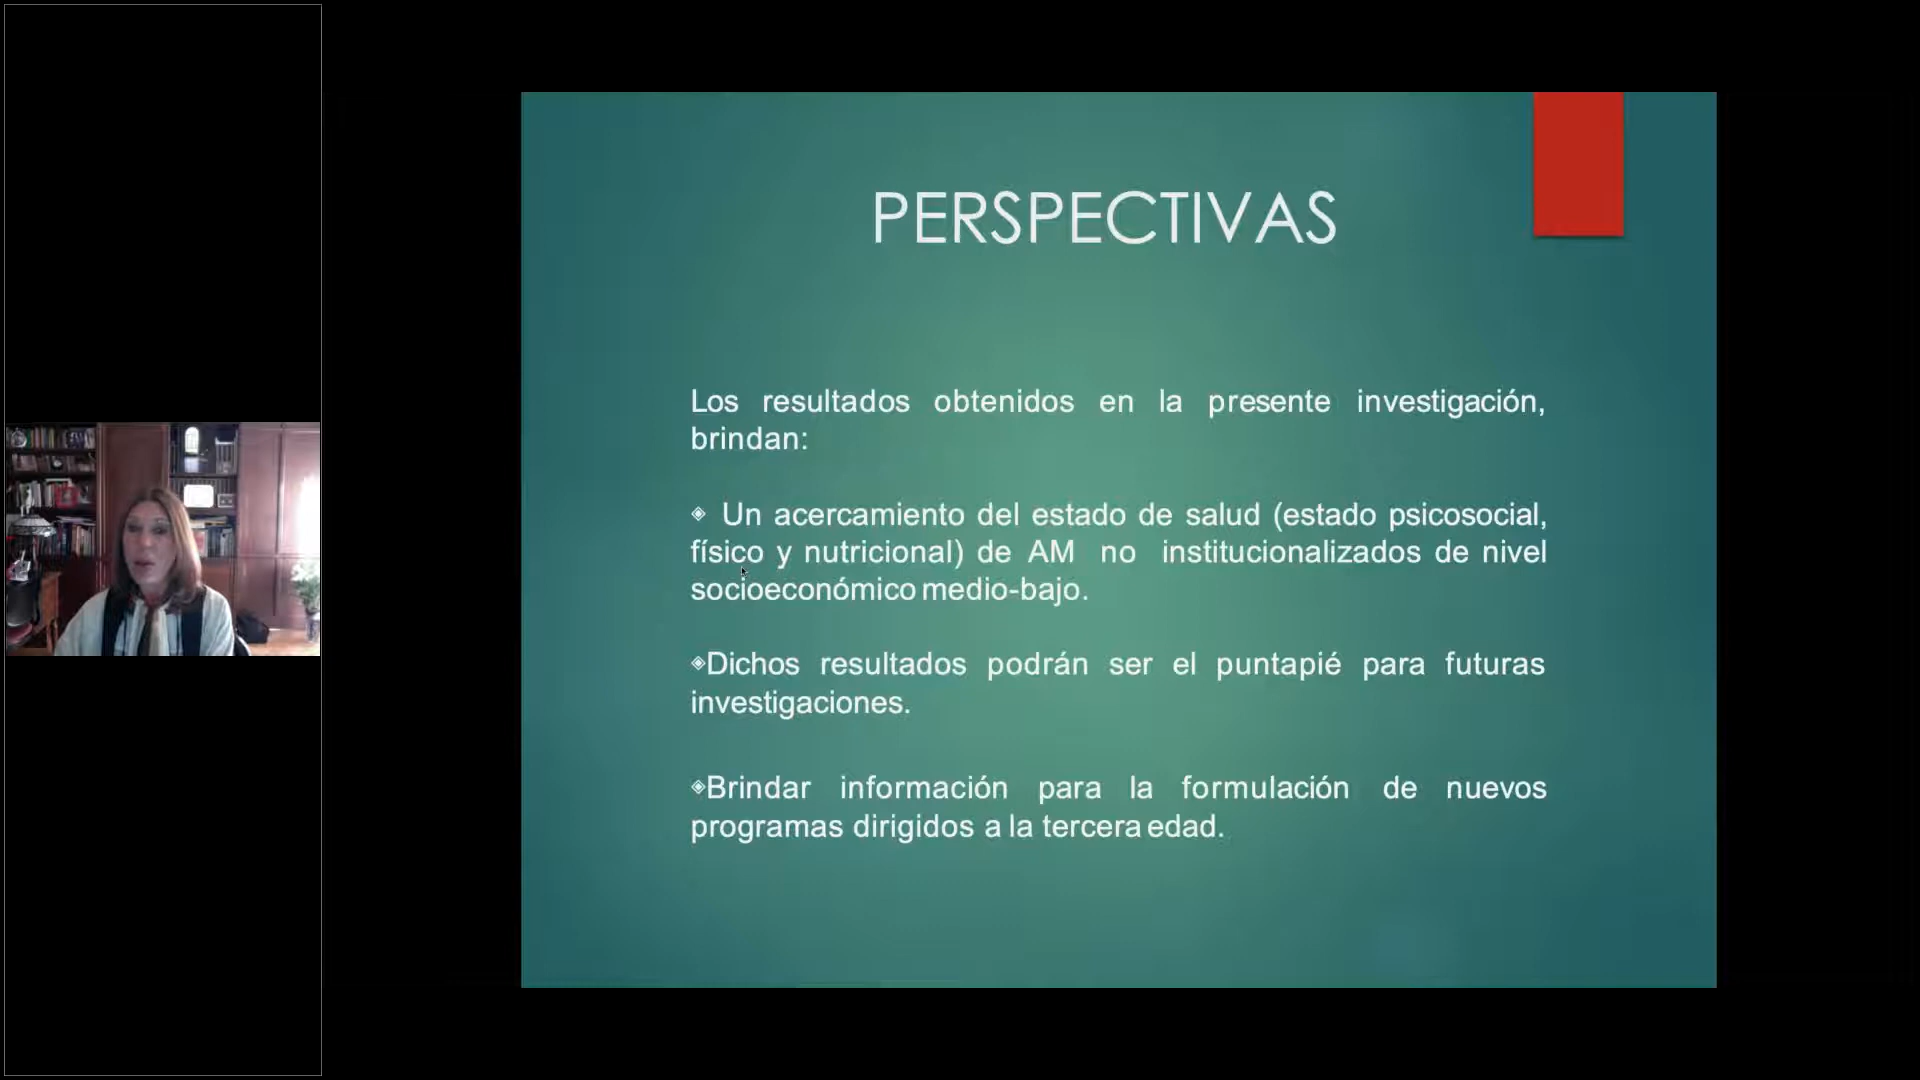 PERSPECTIVAS
Los resultados obtenidos en la presente investigación,
brindan:
◈ Un acercamiento del estado de salud (estado psicosocial,
físico y nutricional) de AM no institucionalizados de nivel
socioeconómico medio-bajo.
◈Dichos resultados podrán ser el puntapié para futuras
investigaciones.
◈Brindar información para la formulación de nuevos
programas dirigidos a la tercera edad.